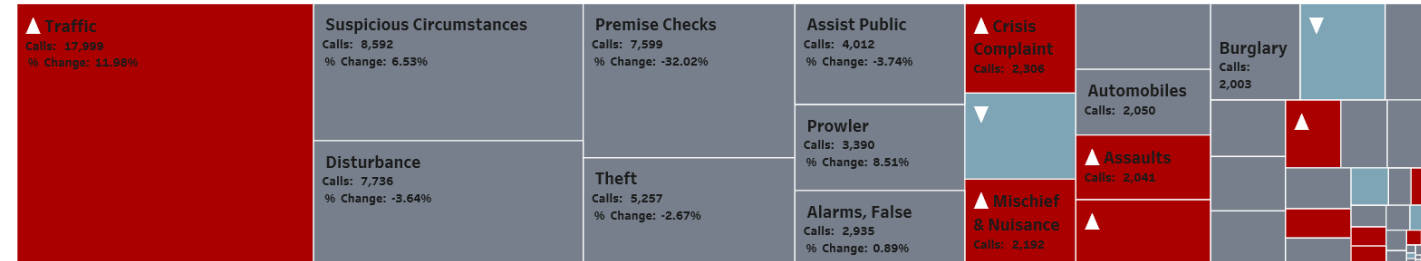 Traffic
Calls: 17,999
% Change: 11.98%
Suspicious Circumstances
Calls: 8,592
% Change: 6.53%
Disturbance
Calls: 7,736
% Change: -3.64%
Premise Checks
Calls: 7,599
% Change: -32.02%
Theft
Calls: 5,257
% Change: -2.67%
Assist Public
Calls: 4,012
% Change: -3.74%
Prowler
Calls: 3,390
% Change: 8.51%
Alarms, False
Calls: 2,935
% Change: 0.89%
Crisis
Complaint
Calls: 2,306
Mischief
& Nuisance
Calls: 2,192
Automobiles
Calls: 2,050
Assaults
Calls: 2,041
Burglary
Calls:
2,003